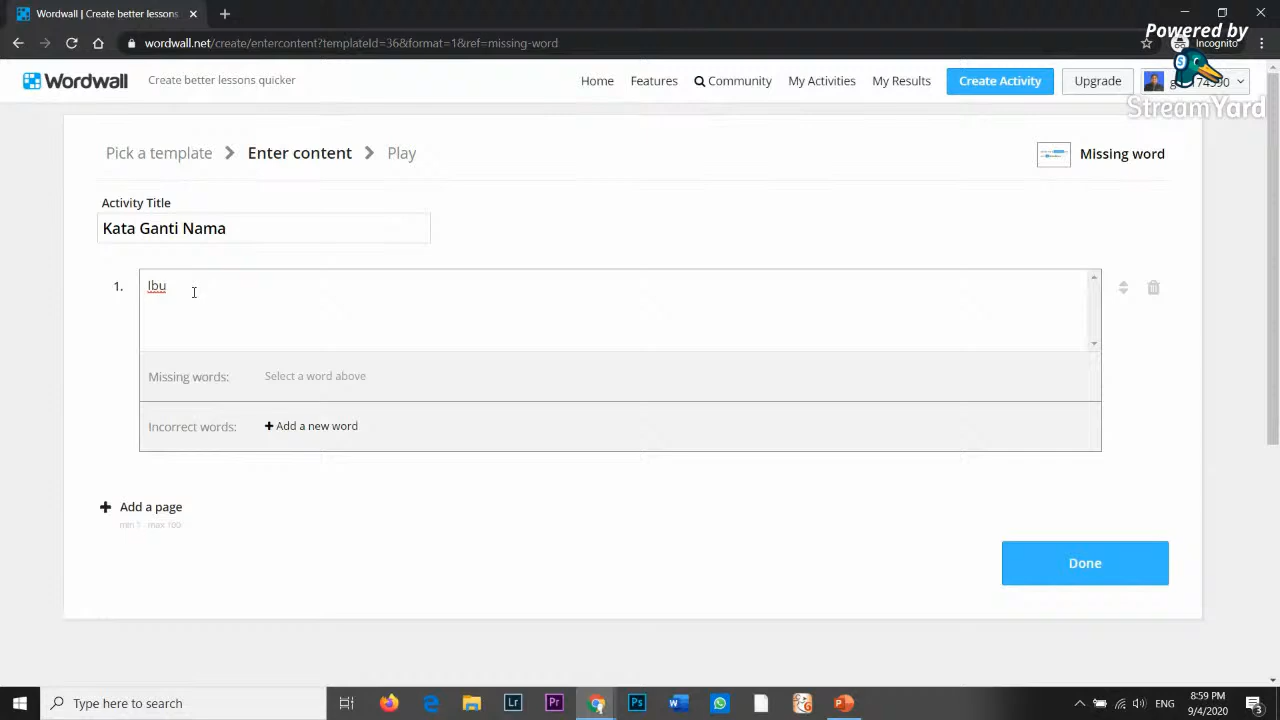 Wordwall | Create better lessons
wordwall.net/create/entercontent?templateId=36&format=1&ref=missing-word
Incognito
Powered by
StreamYard
Wordwall
Create better lessons quicker
Home
Features
Community
My Activities
My Results
Create Activity
Upgrade
Pick a template
Enter content
Play
Missing word
Activity Title
Kata Ganti Nama
1.
Ibu
Missing words:
Select a word above
Incorrect words:
Add a new word
Add a page
min 1 max 100
Done
Type here to search
ENG
8:59 PM
9/4/2020